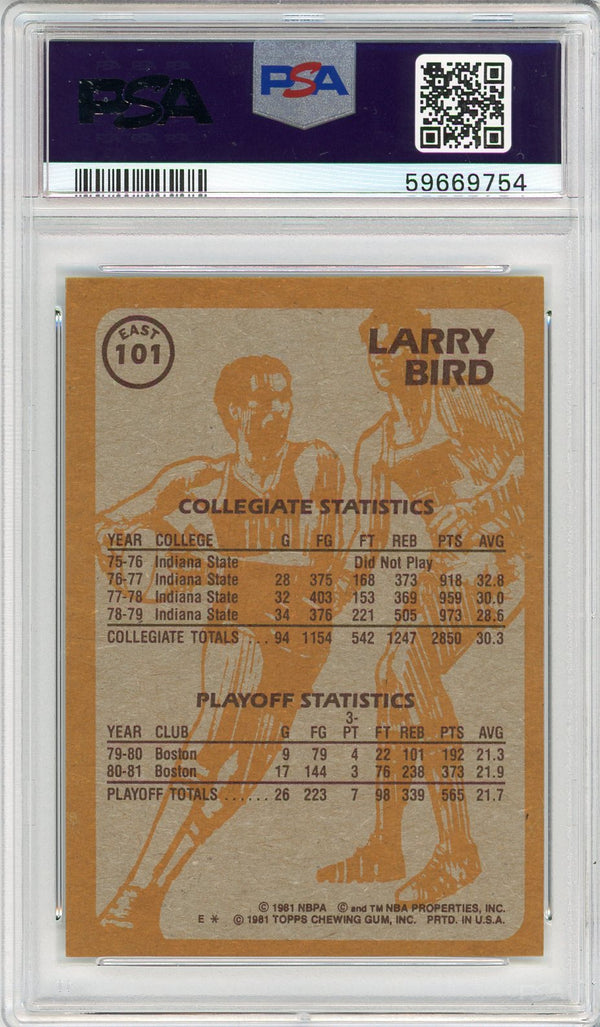 PSA PSA
59669754
EAST
101
LARRY
BIRD
COLLEGIATE STATISTICS
YEAR COLLEGE G FG FT REB PTS AVG
75-76 Indiana State Did Not Play
76-77 Indiana State 28 375 168 373 918 32.8
77-78 Indiana State 32 403 153 369 959 30.0
78-79 Indiana State 34 376 221 505 973 28.6
COLLEGIATE TOTALS ... 94 1154 542 1247 2850 30.3
PLAYOFF STATISTICS
3-
YEAR CLUB G FG PT FT REB PTS AVG
79-80 Boston 9 79 4 22 101 192 21.3
80-81 Boston 17 144 3 76 238 373 21.9
PLAYOFF TOTALS ...... 26 223 7 98 339 565 21.7
© 1981 NBPA © and TM NBA PROPERTIES, INC.
E * © 1981 TOPPS CHEWING GUM, INC. PRTD. IN U.S.A.